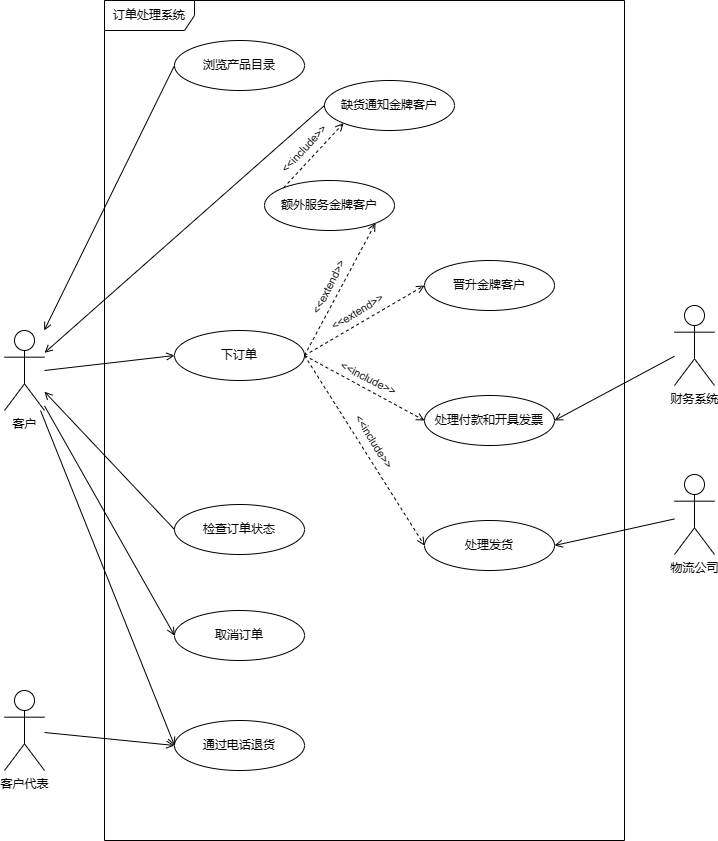 订单处理系统
浏览产品目录
缺货通知金牌客户
<<include>>
额外服务金牌客户
<<extend>>
晋升金牌客户
<<extend>>
下订单
客户
<<include>>
处理付款和开具发票
财务系统
<<include>>
检查订单状态
处理发货
物流公司
取消订单
通过电话退货
客户代表